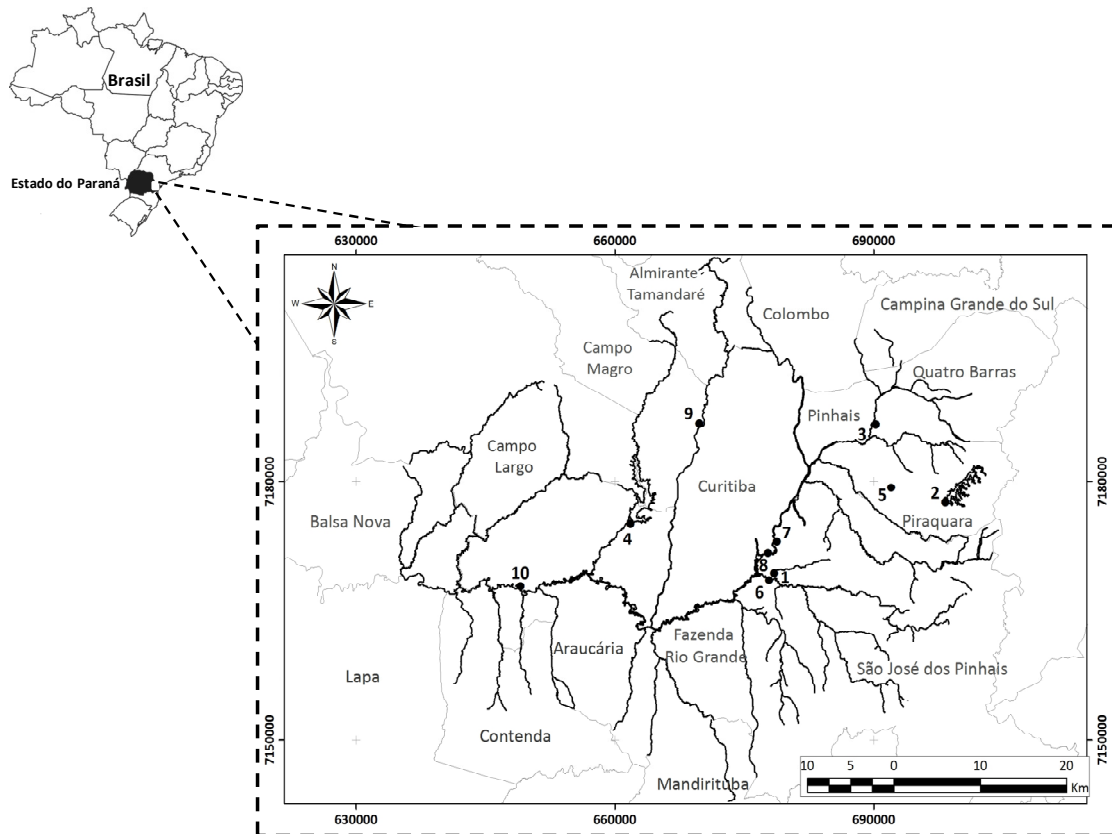 Brasil
Estado do Paraná
630000
660000
690000
N
W
E
S
Almirante
Tamandaré
Colombo
Campina Grande do Sul
Campo
Magro
Quatro Barras
9
Pinhais
3
Campo
Largo
7180000
7180000
Curitiba
5
2
Balsa Nova
Piraquara
4
7
8
10
1
6
Fazenda
Rio Grande
Araucária
São José dos Pinhais
Lapa
Contenda
7150000
7150000
10
5
0
10
20
Km
Mandirituba
630000
660000
690000